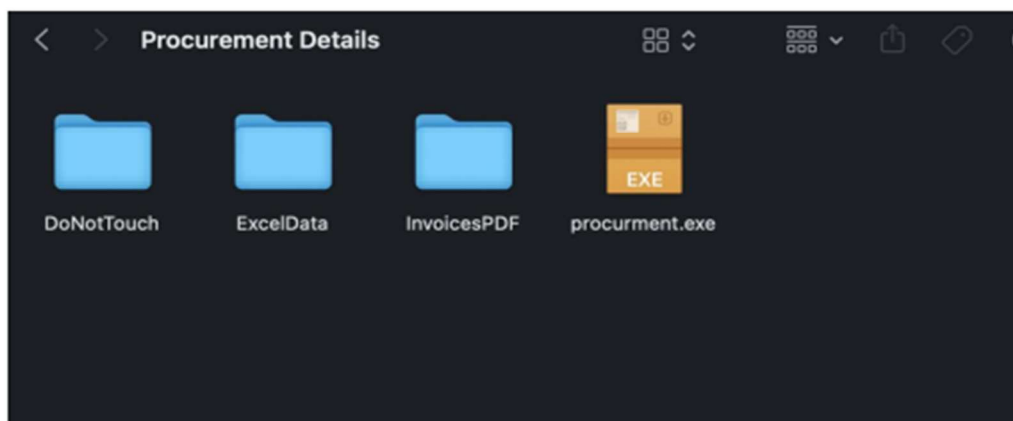 Procurement Details
EXE
DoNotTouch ExcelData InvoicesPDF procurment.exe